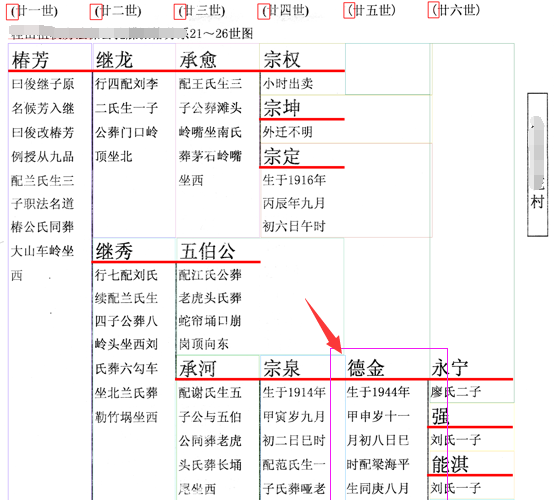 (廿一世)
(廿二世)
(廿三世)
(廿四世)
(廿五世)
(廿六世)
系21～26世图
椿芳
曰俊继子原
名候芳入继
曰俊改椿芳
例授从九品
配兰氏生三
子职法名道
椿公氏同葬
大山车岭坐
西
继龙
行四配刘李
二氏生一子
公葬门口岭
顶坐北
承愈
配王氏生三
子公葬滩头
岭嘴坐南氏
葬茅石岭嘴
坐西
宗权
小时出卖
宗坤
外迁不明
宗定
生于1916年
丙辰年九月
初六日午时
继秀
行七配刘氏
续配兰氏生
四子公葬八
岭头坐西刘
氏葬六勾车
坐北兰氏葬
勒竹埚坐西
五伯公
配江氏公葬
老虎头氏葬
蛇帘埇口崩
岗顶向东
承河
配谢氏生五
子公与五伯
公同葬老虎
头氏葬长埇
尾坐西
宗泉
生于1914年
甲寅岁九月
初二日巳时
配范氏生一
子氏葬哑老
德金
生于1944年
甲申岁十一
月初八日巳
时配梁海平
生同庚八月
永宁
廖氏二子
强
刘氏一子
能淇
刘氏一子
村